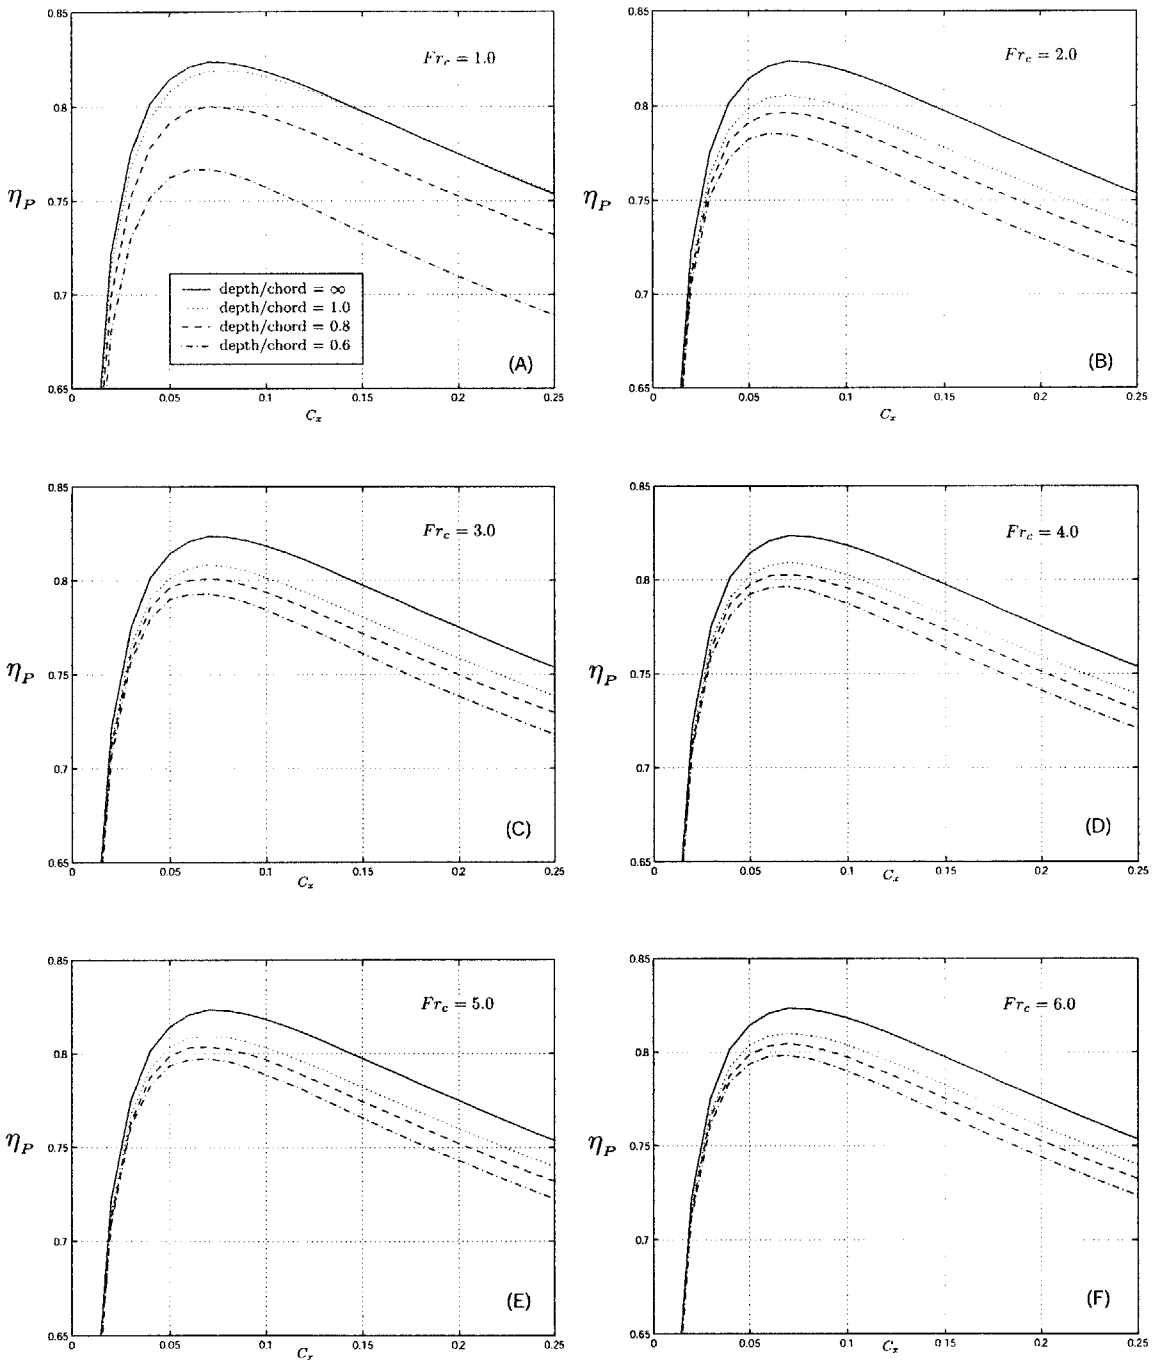 0.85
Fr_c = 1.0
0.8
0.75
η_P
0.7
depth/chord = ∞
depth/chord = 1.0
depth/chord = 0.8
depth/chord = 0.6
(A)
0.65
0 0.05 0.1 0.15 0.2 0.25
C_x
0.85
Fr_c = 2.0
0.8
0.75
η_P
0.7
(B)
0.65
0 0.05 0.1 0.15 0.2 0.25
C_x
0.85
Fr_c = 3.0
0.8
0.75
η_P
0.7
(C)
0.65
0 0.05 0.1 0.15 0.2 0.25
C_x
0.85
Fr_c = 4.0
0.8
0.75
η_P
0.7
(D)
0.65
0 0.05 0.1 0.15 0.2 0.25
C_x
0.85
Fr_c = 5.0
0.8
0.75
η_P
0.7
(E)
0.65
0 0.05 0.1 0.15 0.2 0.25
C_x
0.85
Fr_c = 6.0
0.8
0.75
η_P
0.7
(F)
0.65
0 0.05 0.1 0.15 0.2 0.25
C_x